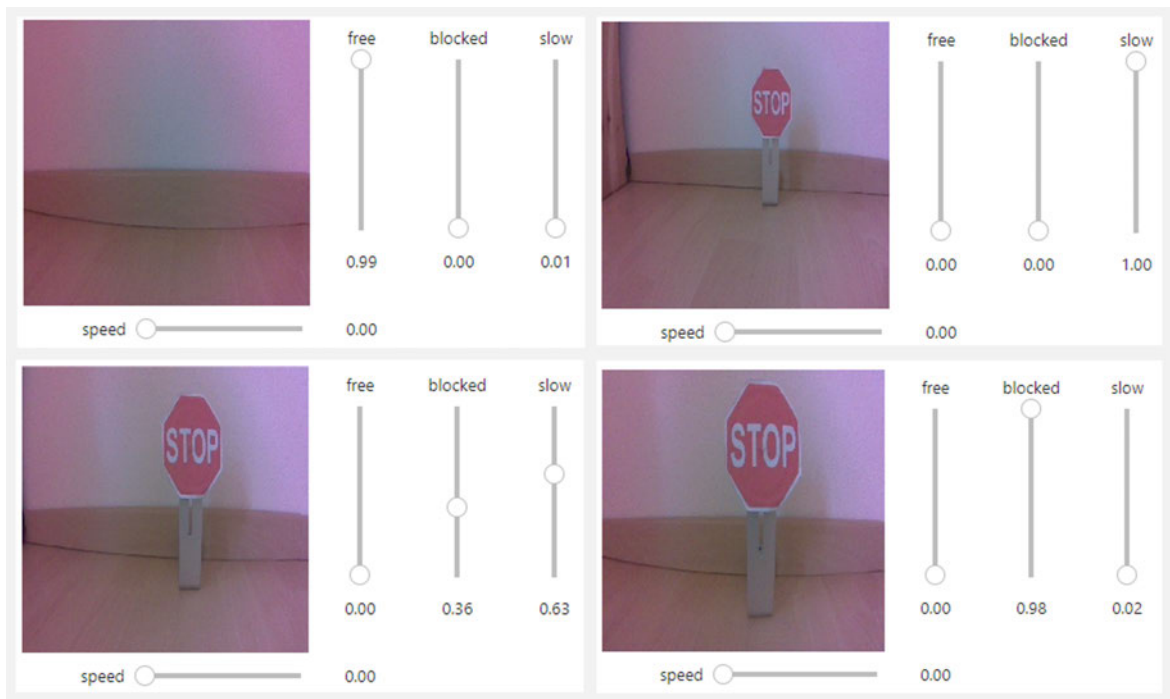 free blocked slow
0.99 0.00 0.01
speed 0.00
STOP
free blocked slow
0.00 0.00 1.00
speed 0.00
STOP
free blocked slow
0.00 0.36 0.63
speed 0.00
STOP
free blocked slow
0.00 0.98 0.02
speed 0.00